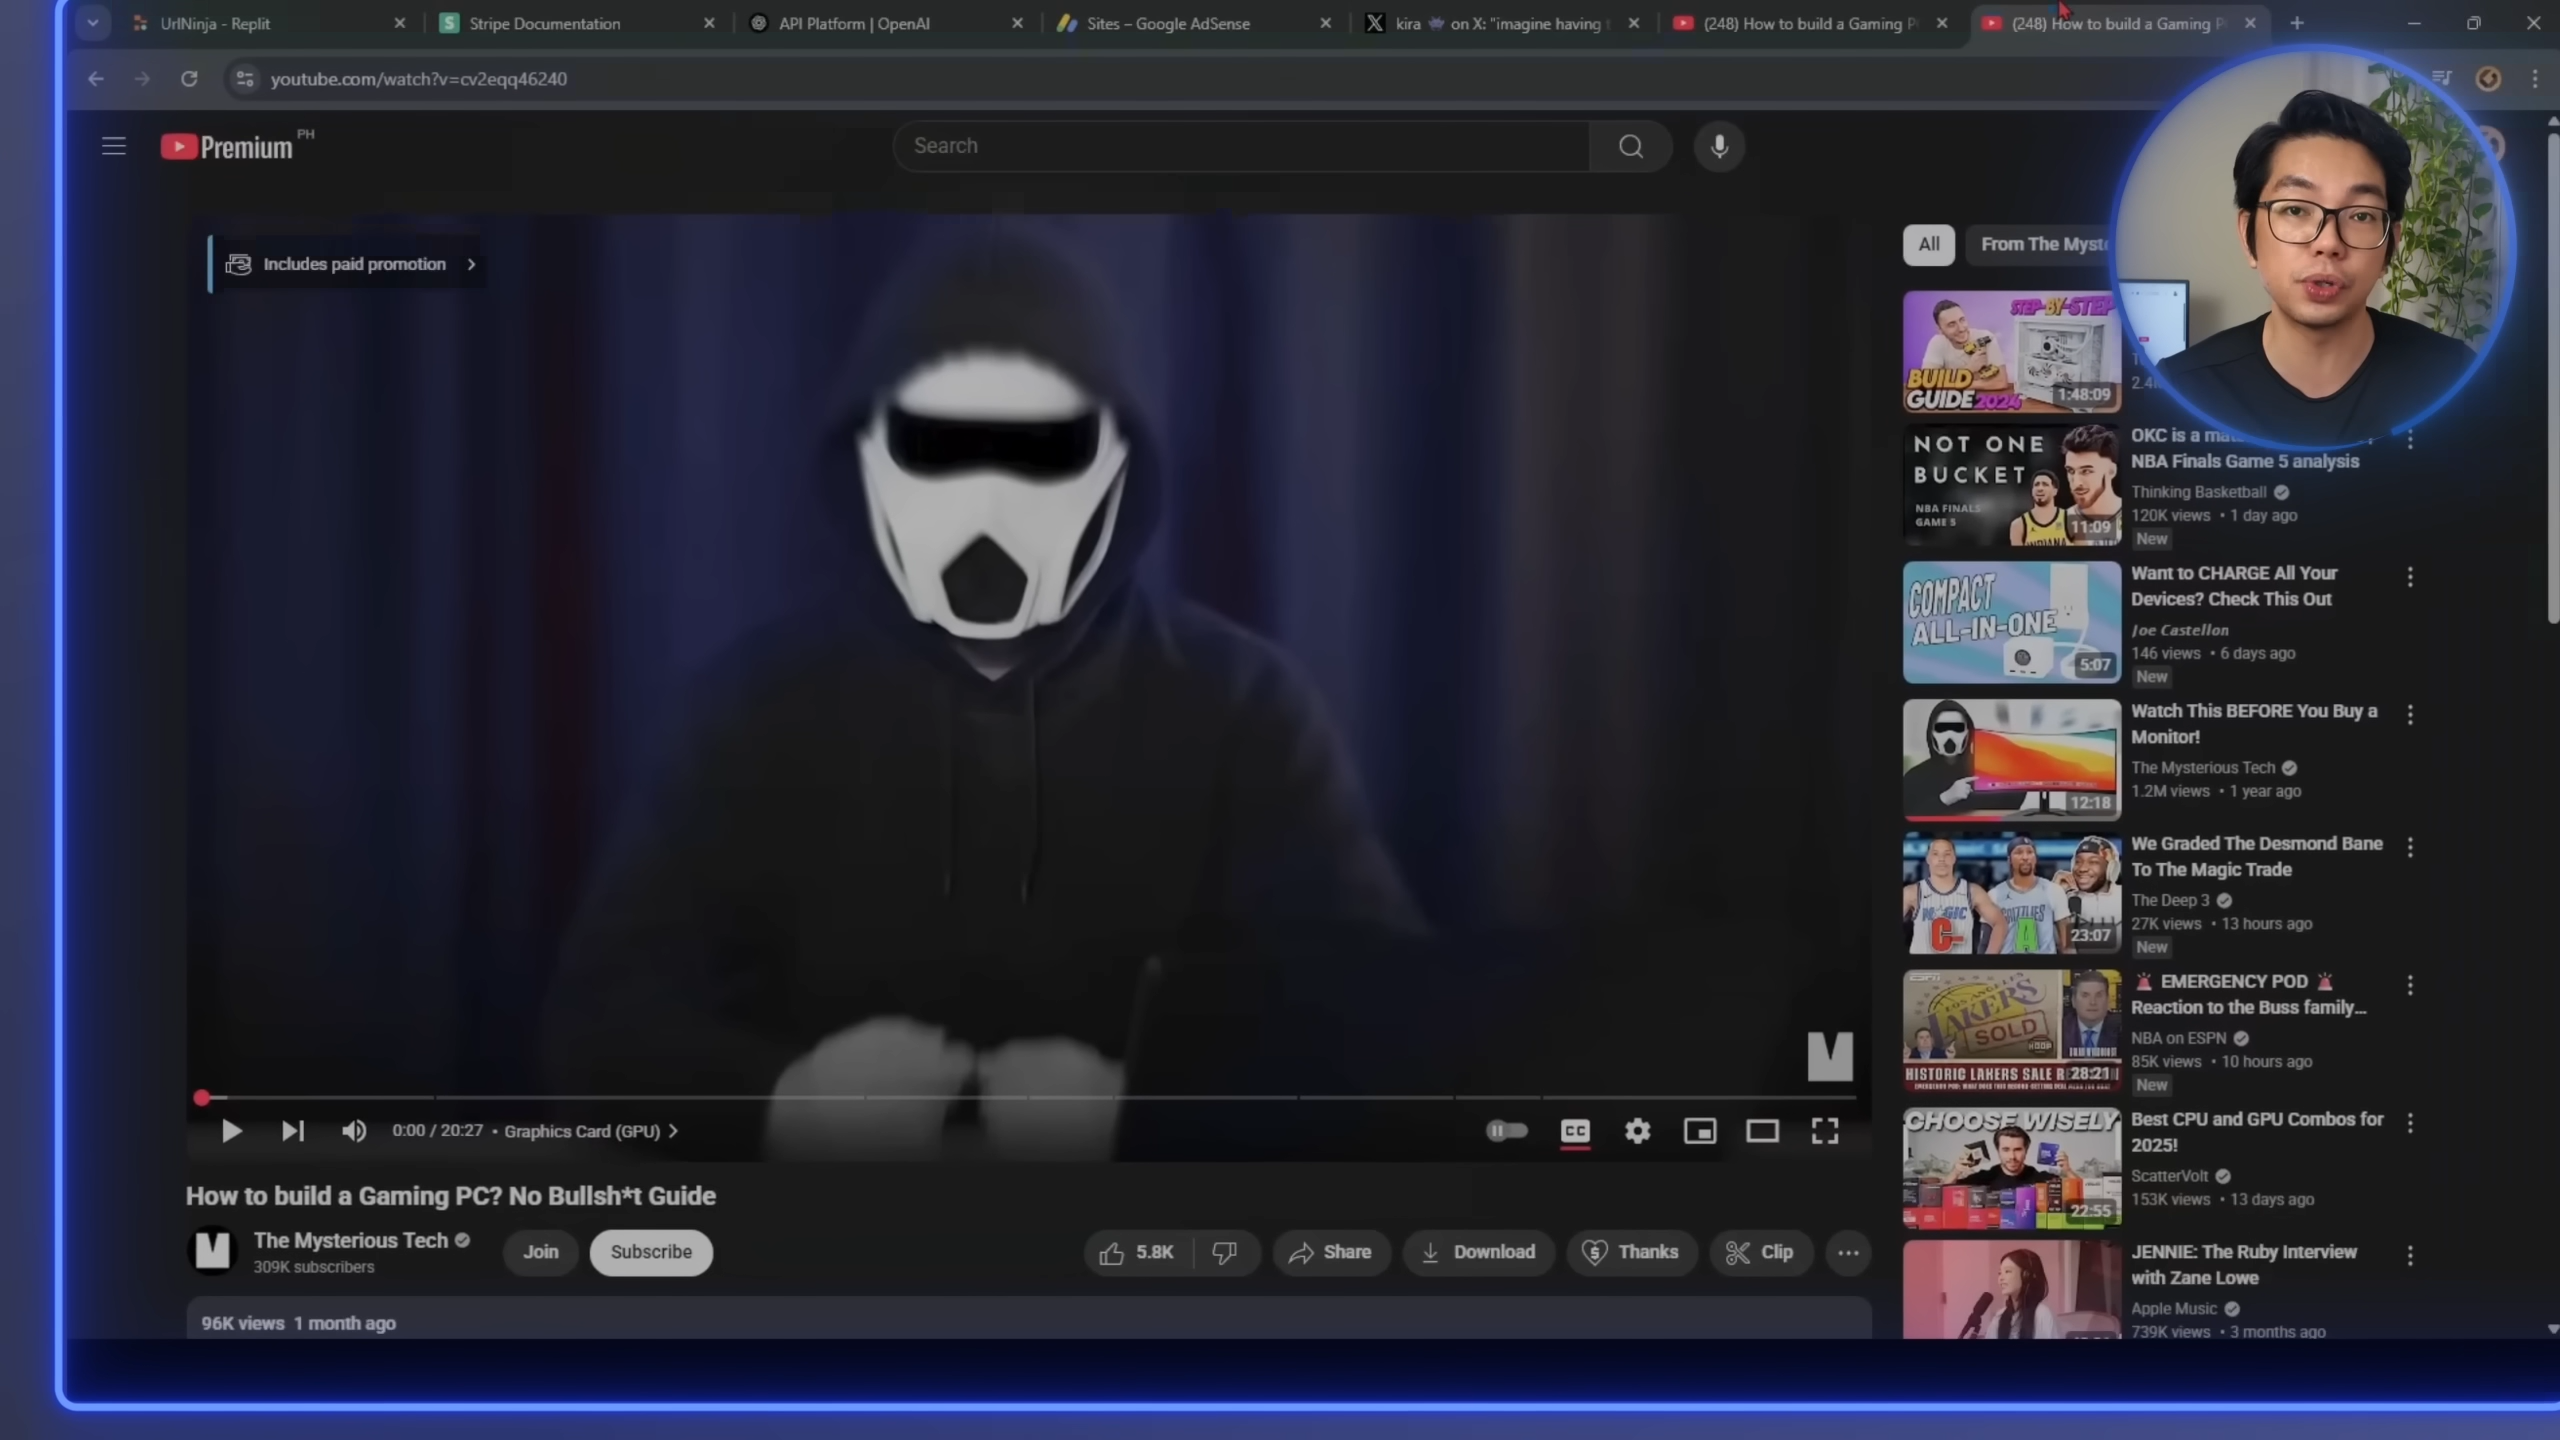 UrlNinja - Replit
Stripe Documentation
API Platform | OpenAI
Sites – Google AdSense
kira 👾 on X: "imagine having
(248) How to build a Gaming P
(248) How to build a Gaming P
youtube.com/watch?v=cv2eqq46240
Premium PH
Search
Includes paid promotion
All
From The Myste
STEP-BY-STEP
BUILD
GUIDE 2024
1:48:09
2.4
NOT ONE
BUCKET
NBA FINALS
GAME 5
INDIANA
11:09
OKC is a
NBA Finals Game 5 analysis
Thinking Basketball
120K views • 1 day ago
New
COMPACT
ALL-IN-ONE
5:07
Want to CHARGE All Your
Devices? Check This Out
Joe Castellon
146 views • 6 days ago
New
12:18
Watch This BEFORE You Buy a
Monitor!
The Mysterious Tech
1.2M views • 1 year ago
MAGIC
GRIZZLIES
C-
A
23:07
We Graded The Desmond Bane
To The Magic Trade
The Deep 3
27K views • 13 hours ago
New
ESPN
LOS ANGELES
LAKERS
SOLD
HISTORIC LAKERS SALE
28:21
🚨 EMERGENCY POD 🚨
Reaction to the Buss family...
NBA on ESPN
85K views • 10 hours ago
New
CHOOSE WISELY
22:55
Best CPU and GPU Combos for
2025!
ScatterVolt
153K views • 13 days ago
JENNIE: The Ruby Interview
with Zane Lowe
Apple Music
739K views • 3 months ago
0:00 / 20:27 • Graphics Card (GPU)
CC
How to build a Gaming PC? No Bullsh*t Guide
The Mysterious Tech
309K subscribers
Join
Subscribe
5.8K
Share
Download
Thanks
Clip
96K views 1 month ago